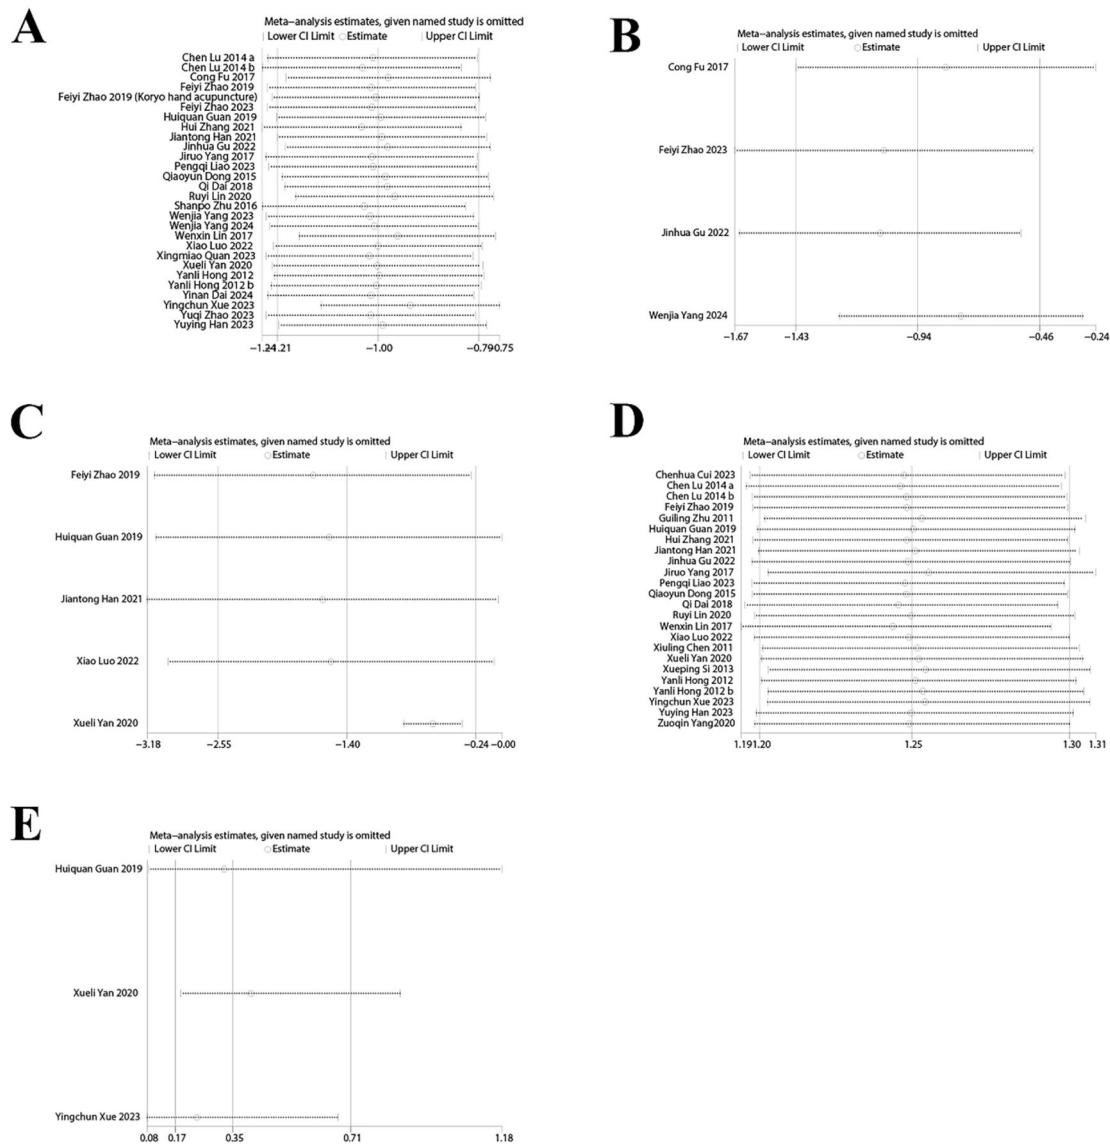 A
Meta−analysis estimates, given named study is omitted
Lower CI Limit Estimate Upper CI Limit
Chen Lu 2014 a
Chen Lu 2014 b
Cong Fu 2017
Feiyi Zhao 2019
Feiyi Zhao 2019 (Koryo hand acupuncture)
Feiyi Zhao 2023
Huiquan Guan 2019
Hui Zhang 2021
Jiantong Han 2021
Jinhua Gu 2022
Jiruo Yang 2017
Pengqi Liao 2023
Qiaoyun Dong 2015
Qi Dai 2018
Ruyi Lin 2020
Shanpo Zhu 2016
Wenjia Yang 2023
Wenjia Yang 2024
Wenxin Lin 2017
Xiao Luo 2022
Xingmiao Quan 2023
Xueli Yan 2020
Yanli Hong 2012
Yanli Hong 2012 b
Yinan Dai 2024
Yingchun Xue 2023
Yuqi Zhao 2023
Yuying Han 2023
−1.24 −1.21 −1.00 −0.79 −0.75
B
Meta−analysis estimates, given named study is omitted
Lower CI Limit Estimate Upper CI Limit
Cong Fu 2017
Feiyi Zhao 2023
Jinhua Gu 2022
Wenjia Yang 2024
−1.67 −1.43 −0.94 −0.46 −0.24
C
Meta−analysis estimates, given named study is omitted
Lower CI Limit Estimate Upper CI Limit
Feiyi Zhao 2019
Huiquan Guan 2019
Jiantong Han 2021
Xiao Luo 2022
Xueli Yan 2020
−3.18 −2.55 −1.40 −0.24 −0.00
D
Meta−analysis estimates, given named study is omitted
Lower CI Limit Estimate Upper CI Limit
Chenhua Cui 2023
Chen Lu 2014 a
Chen Lu 2014 b
Feiyi Zhao 2019
Guiling Zhu 2011
Huiquan Guan 2019
Hui Zhang 2021
Jiantong Han 2021
Jinhua Gu 2022
Jiruo Yang 2017
Pengqi Liao 2023
Qiaoyun Dong 2015
Qi Dai 2018
Ruyi Lin 2020
Wenxin Lin 2017
Xiao Luo 2022
Xiuling Chen 2011
Xueli Yan 2020
Xueping Si 2013
Yanli Hong 2012
Yanli Hong 2012 b
Yingchun Xue 2023
Yuying Han 2023
Zuoqin Yang2020
1.19 1.20 1.25 1.30 1.31
E
Meta−analysis estimates, given named study is omitted
Lower CI Limit Estimate Upper CI Limit
Huiquan Guan 2019
Xueli Yan 2020
Yingchun Xue 2023
0.08 0.17 0.35 0.71 1.18